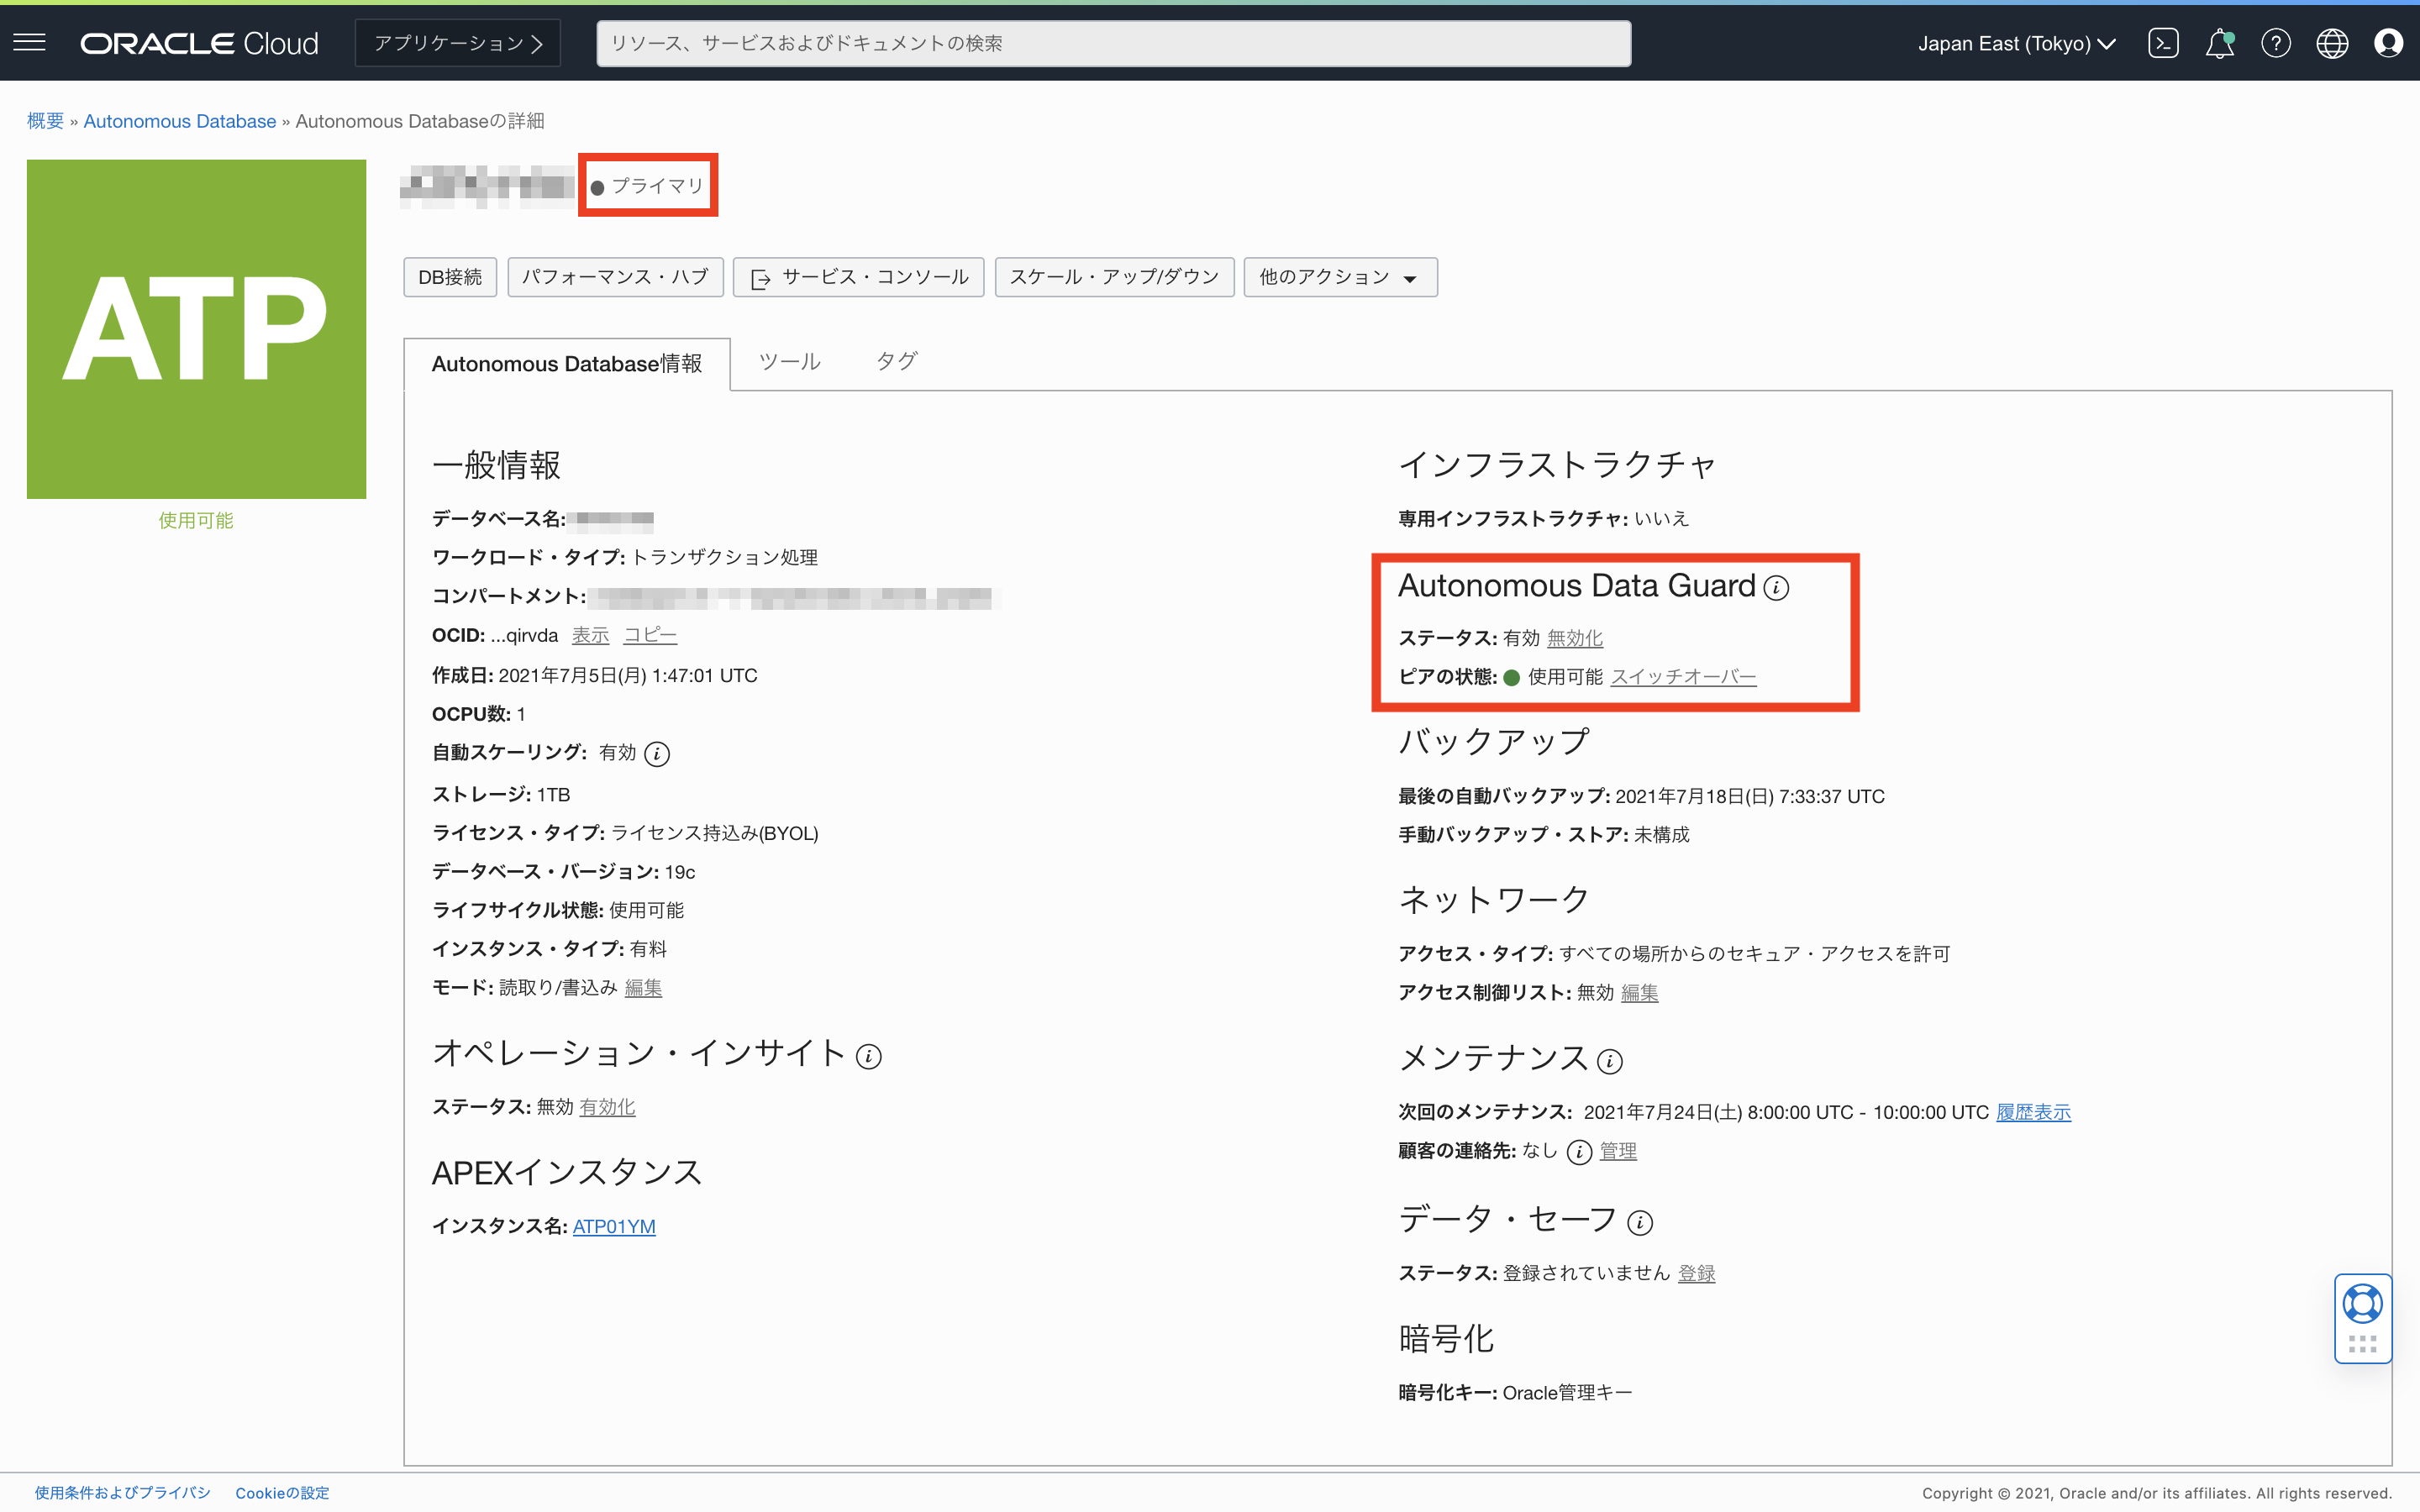 ORACLE Cloud
アプリケーション
リソース、サービスおよびドキュメントの検索
Japan East (Tokyo)
概要 » Autonomous Database » Autonomous Databaseの詳細
ATP
使用可能
プライマリ
DB接続
パフォーマンス・ハブ
サービス・コンソール
スケール・アップ/ダウン
他のアクション
Autonomous Database情報
ツール
タグ
一般情報
データベース名:
ワークロード・タイプ: トランザクション処理
コンパートメント:
OCID: ...qirvda 表示 コピー
作成日: 2021年7月5日(月) 1:47:01 UTC
OCPU数: 1
自動スケーリング: 有効
ストレージ: 1TB
ライセンス・タイプ: ライセンス持込み(BYOL)
データベース・バージョン: 19c
ライフサイクル状態: 使用可能
インスタンス・タイプ: 有料
モード: 読取り/書込み 編集
オペレーション・インサイト
ステータス: 無効 有効化
APEXインスタンス
インスタンス名: ATP01YM
インフラストラクチャ
専用インフラストラクチャ: いいえ
Autonomous Data Guard
ステータス: 有効 無効化
ピアの状態: 使用可能 スイッチオーバー
バックアップ
最後の自動バックアップ: 2021年7月18日(日) 7:33:37 UTC
手動バックアップ・ストア: 未構成
ネットワーク
アクセス・タイプ: すべての場所からのセキュア・アクセスを許可
アクセス制御リスト: 無効 編集
メンテナンス
次回のメンテナンス: 2021年7月24日(土) 8:00:00 UTC - 10:00:00 UTC 履歴表示
顧客の連絡先: なし 管理
データ・セーフ
ステータス: 登録されていません 登録
暗号化
暗号化キー: Oracle管理キー
使用条件およびプライバシ
Cookieの設定
Copyright © 2021, Oracle and/or its affiliates. All rights reserved.